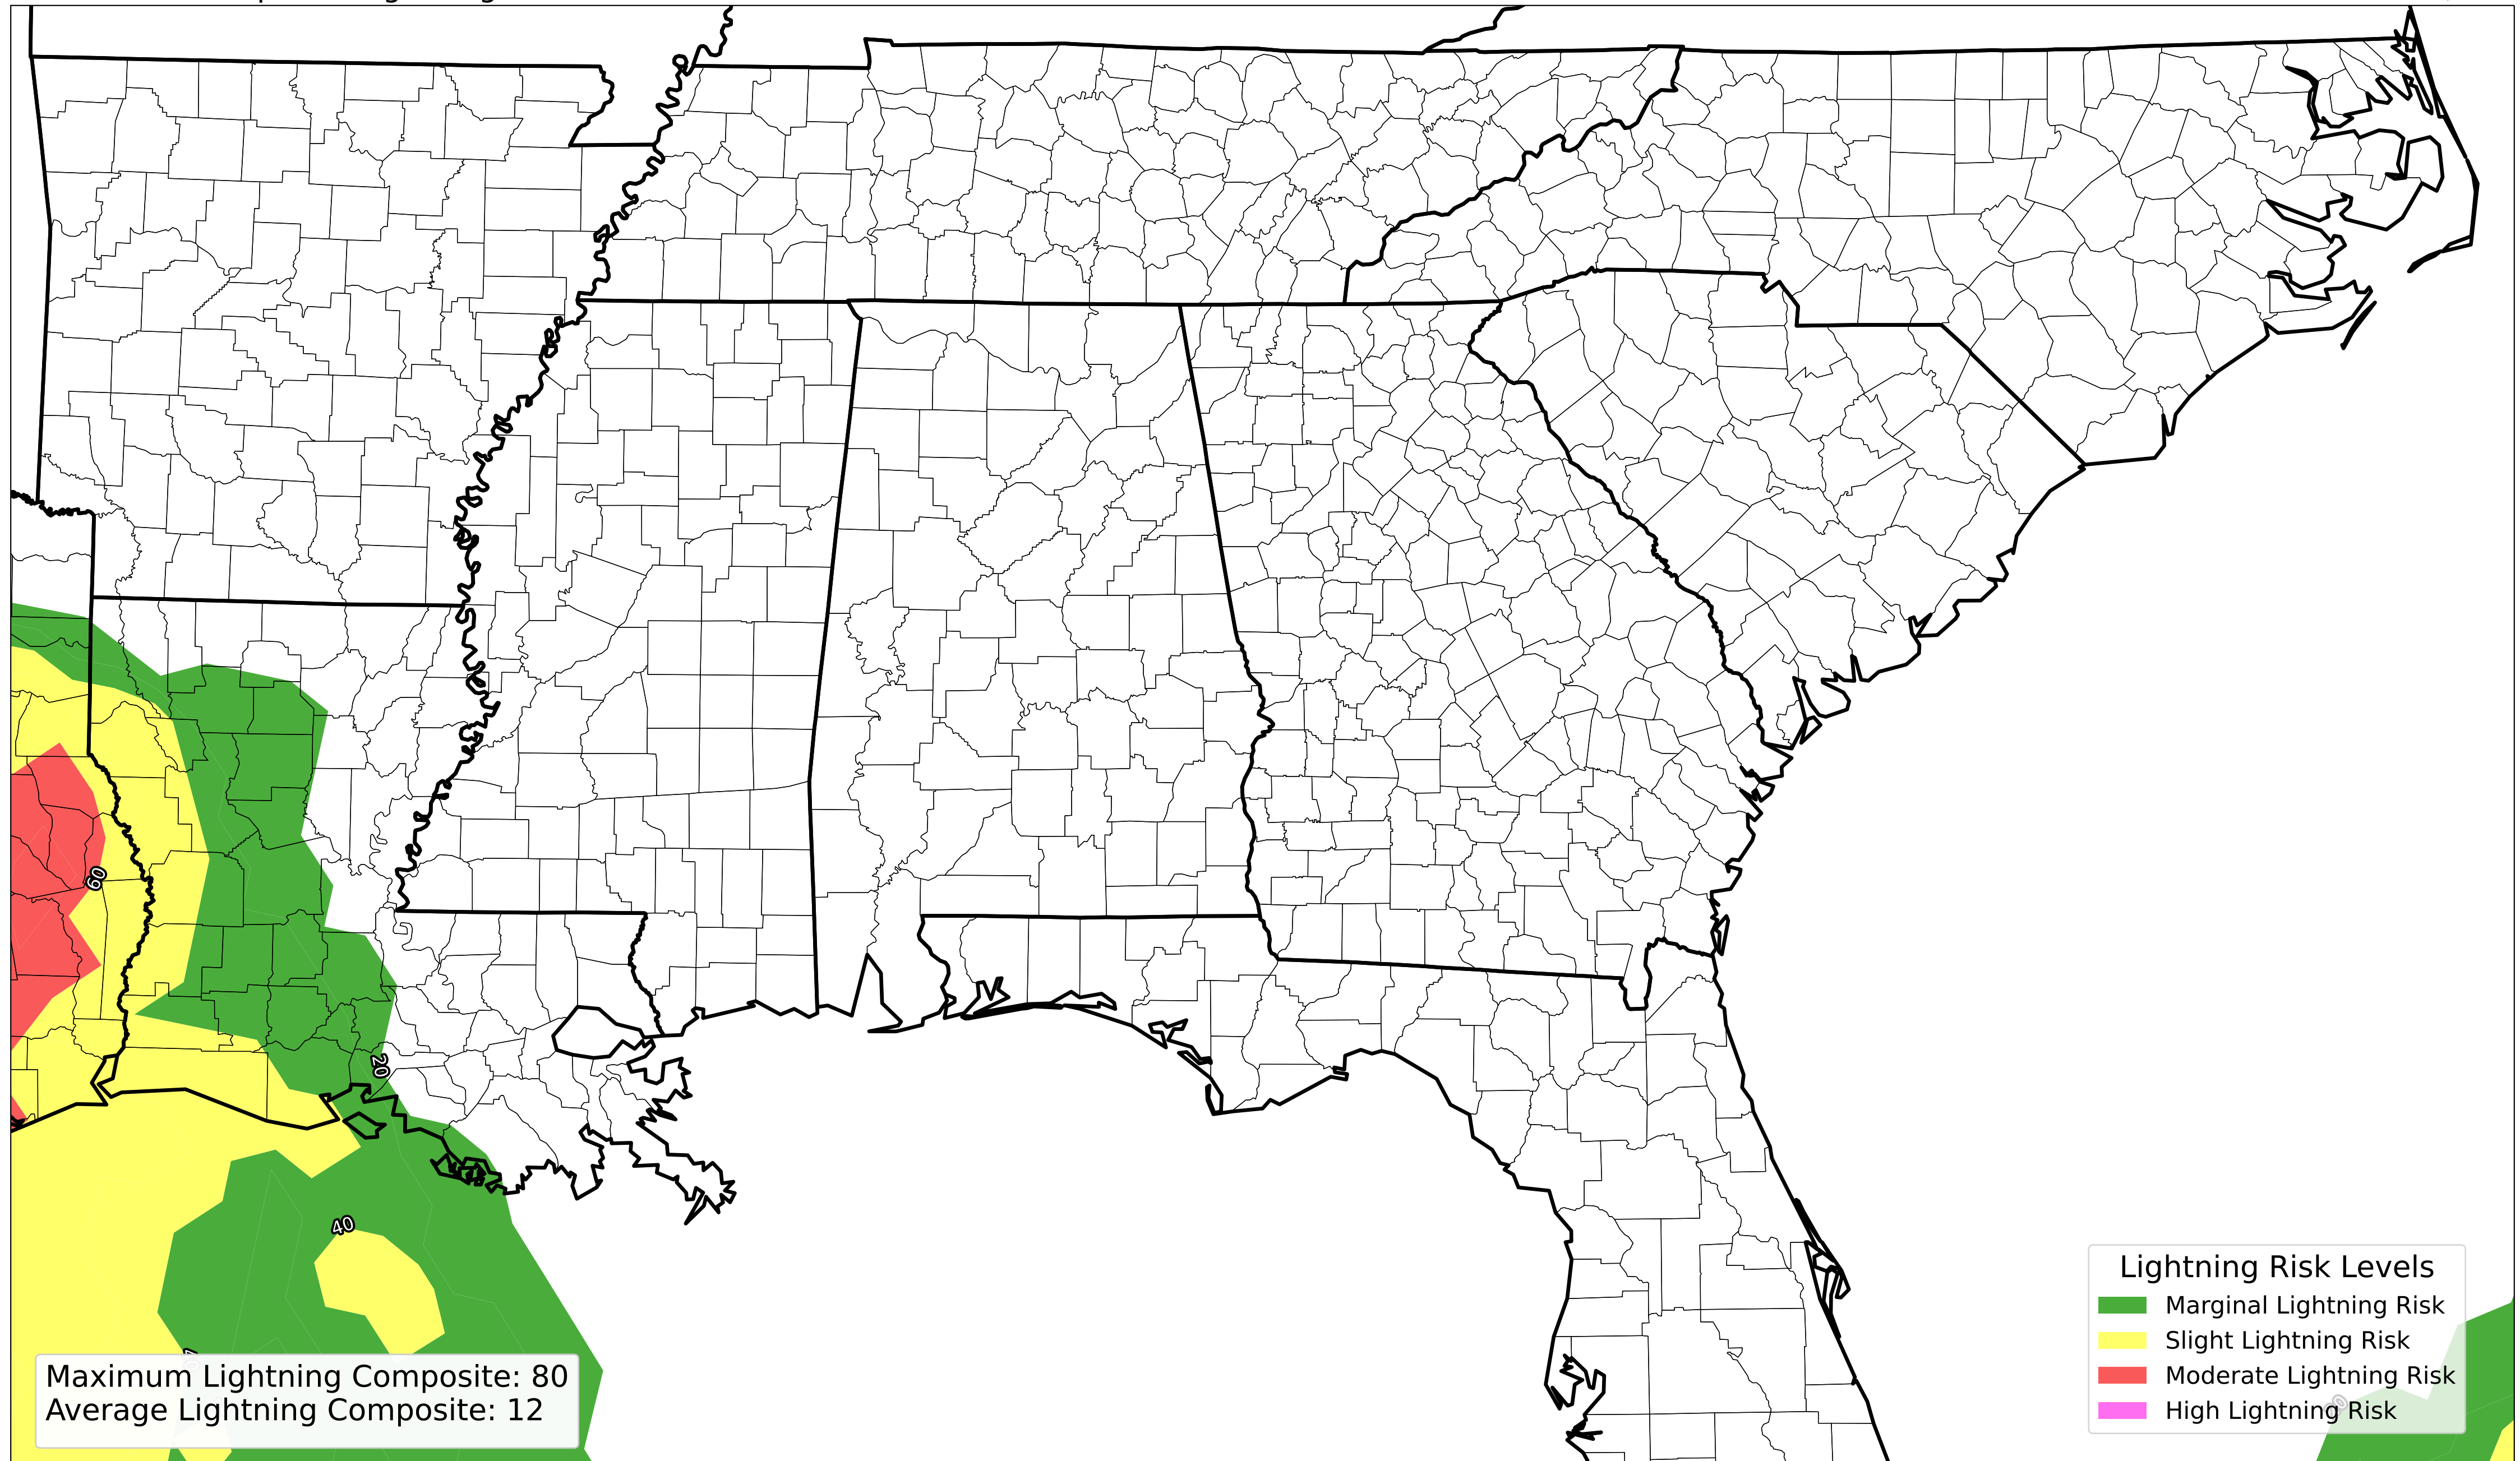 60
20
40
Maximum Lightning Composite: 80
Average Lightning Composite: 12
Lightning Risk Levels
Marginal Lightning Risk
Slight Lightning Risk
Moderate Lightning Risk
High Lightning Risk